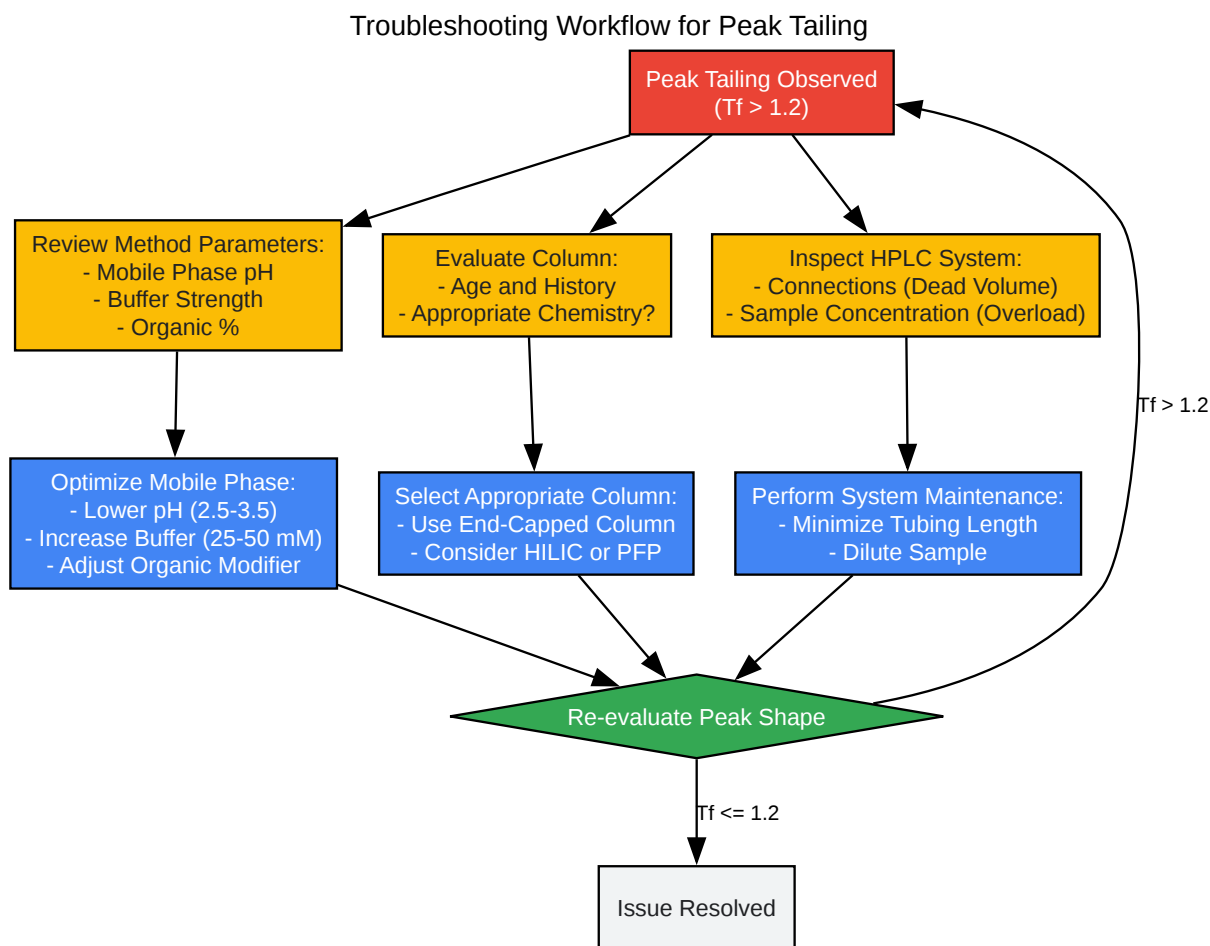 Troubleshooting Workflow for Peak Tailing
Peak Tailing Observed
(Tf > 1.2)
Review Method Parameters:
- Mobile Phase pH
- Buffer Strength
- Organic %
Evaluate Column:
- Age and History
- Appropriate Chemistry?
Inspect HPLC System:
- Connections (Dead Volume)
- Sample Concentration (Overload)
Tf > 1.2
Optimize Mobile Phase:
- Lower pH (2.5-3.5)
- Increase Buffer (25-50 mM)
- Adjust Organic Modifier
Select Appropriate Column:
- Use End-Capped Column
- Consider HILIC or PFP
Perform System Maintenance:
- Minimize Tubing Length
- Dilute Sample
Re-evaluate Peak Shape
Tf <= 1.2
Issue Resolved